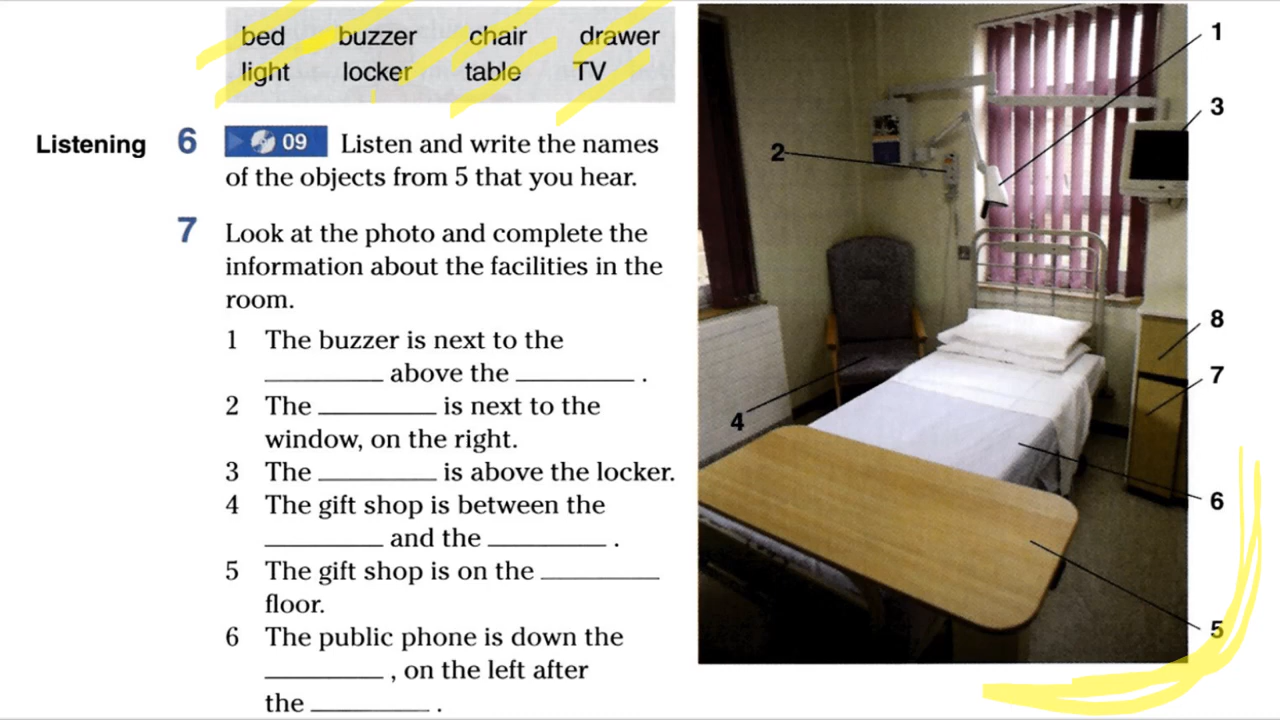 bed buzzer chair drawer
light locker table TV
Listening 6 09 Listen and write the names
of the objects from 5 that you hear.
7 Look at the photo and complete the
information about the facilities in the
room.
1 The buzzer is next to the
__________ above the __________ .
2 The __________ is next to the
window, on the right.
3 The __________ is above the locker.
4 The gift shop is between the
__________ and the __________ .
5 The gift shop is on the __________
floor.
6 The public phone is down the
__________ , on the left after
the __________ .
1
3
2
8
7
4
6
5